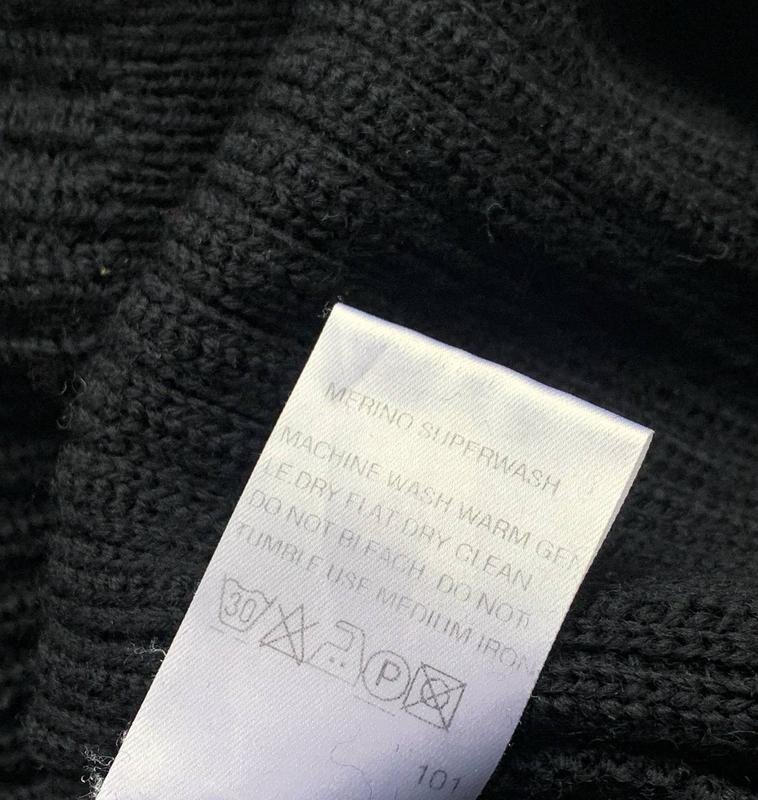 MERINO SUPERWASH
MACHINE WASH WARM GEN
LE.DRY FLAT.DRY CLEAN
DO NOT BLEACH. DO NOT
TUMBLE USE MEDIUM IRON
30 P
101